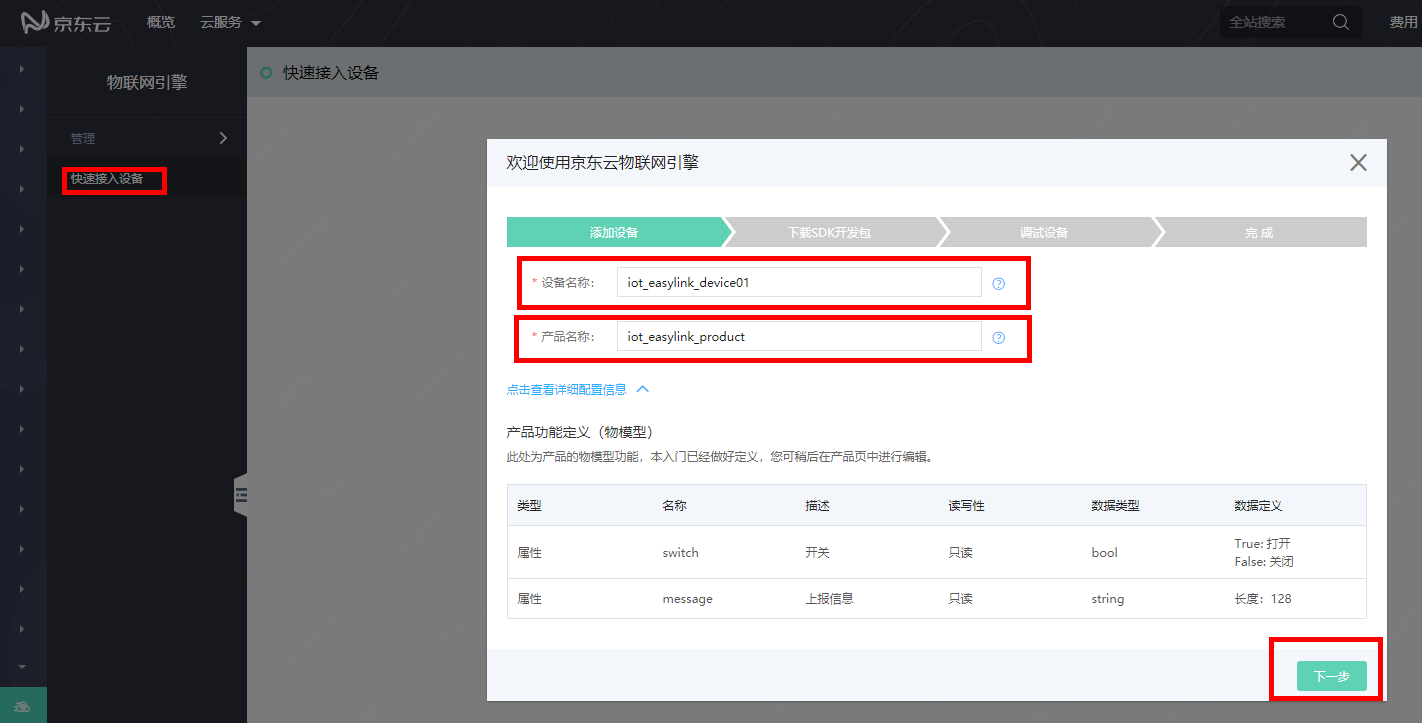 京东云
概览
云服务
全站搜索
费用
物联网引擎
管理
快速接入设备
快速接入设备
欢迎使用京东云物联网引擎
添加设备
下载SDK开发包
调试设备
完 成
* 设备名称: iot_easylink_device01
* 产品名称: iot_easylink_product
点击查看详细配置信息
产品功能定义（物模型）
此处为产品的物模型功能，本入门已经做好定义，您可稍后在产品页中进行编辑。
类型 名称 描述 读写性 数据类型 数据定义
属性 switch 开关 只读 bool True: 打开
False: 关闭
属性 message 上报信息 只读 string 长度：128
下一步